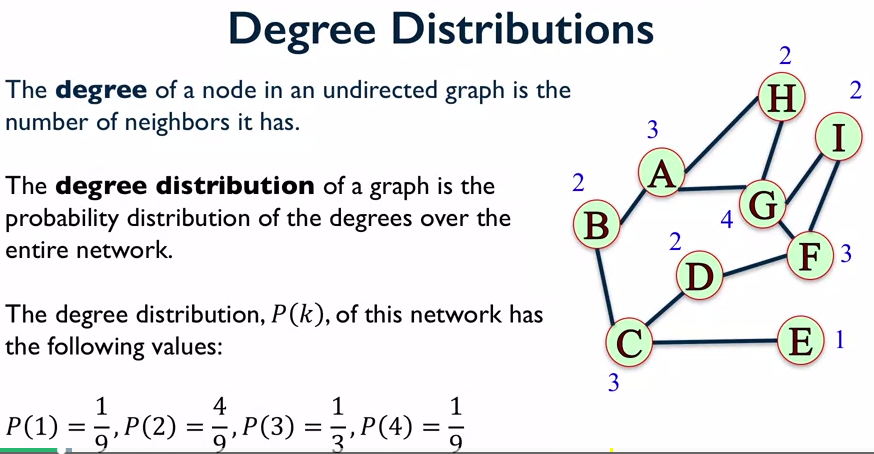 Degree Distributions
The degree of a node in an undirected graph is the
number of neighbors it has.
The degree distribution of a graph is the
probability distribution of the degrees over the
entire network.
The degree distribution, P(k), of this network has
the following values:
P(1) = 1/9, P(2) = 4/9, P(3) = 1/3, P(4) = 1/9
2
H
2
I
3
A
2
B
G
4
2
D
F
3
C
3
E
1